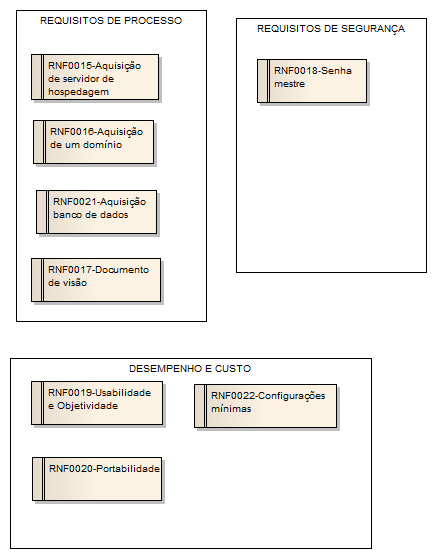 REQUISITOS DE PROCESSO
RNF0015-Aquisição
de servidor de
hospedagem
RNF0016-Aquisição
de um domínio
RNF0021-Aquisição
banco de dados
RNF0017-Documento
de visão
REQUISITOS DE SEGURANÇA
RNF0018-Senha
mestre
DESEMPENHO E CUSTO
RNF0019-Usabilidade
e Objetividade
RNF0022-Configurações
mínimas
RNF0020-Portabilidade